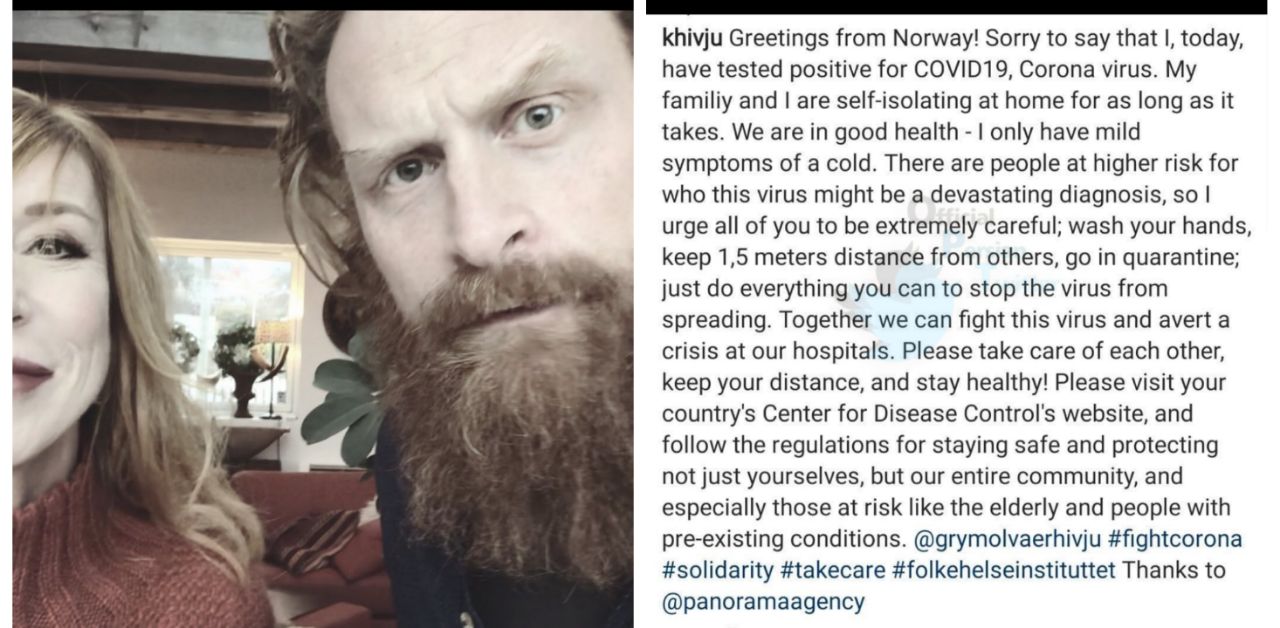 khivju Greetings from Norway! Sorry to say that I, today,
have tested positive for COVID19, Corona virus. My
familiy and I are self-isolating at home for as long as it
takes. We are in good health - I only have mild
symptoms of a cold. There are people at higher risk for
who this virus might be a devastating diagnosis, so I
urge all of you to be extremely careful; wash your hands,
keep 1,5 meters distance from others, go in quarantine;
just do everything you can to stop the virus from
spreading. Together we can fight this virus and avert a
crisis at our hospitals. Please take care of each other,
keep your distance, and stay healthy! Please visit your
country's Center for Disease Control's website, and
follow the regulations for staying safe and protecting
not just yourselves, but our entire community, and
especially those at risk like the elderly and people with
pre-existing conditions. @grymolvaerhivju #fightcorona
#solidarity #takecare #folkehelseinstituttet Thanks to
@panoramaagency
Official
Persian